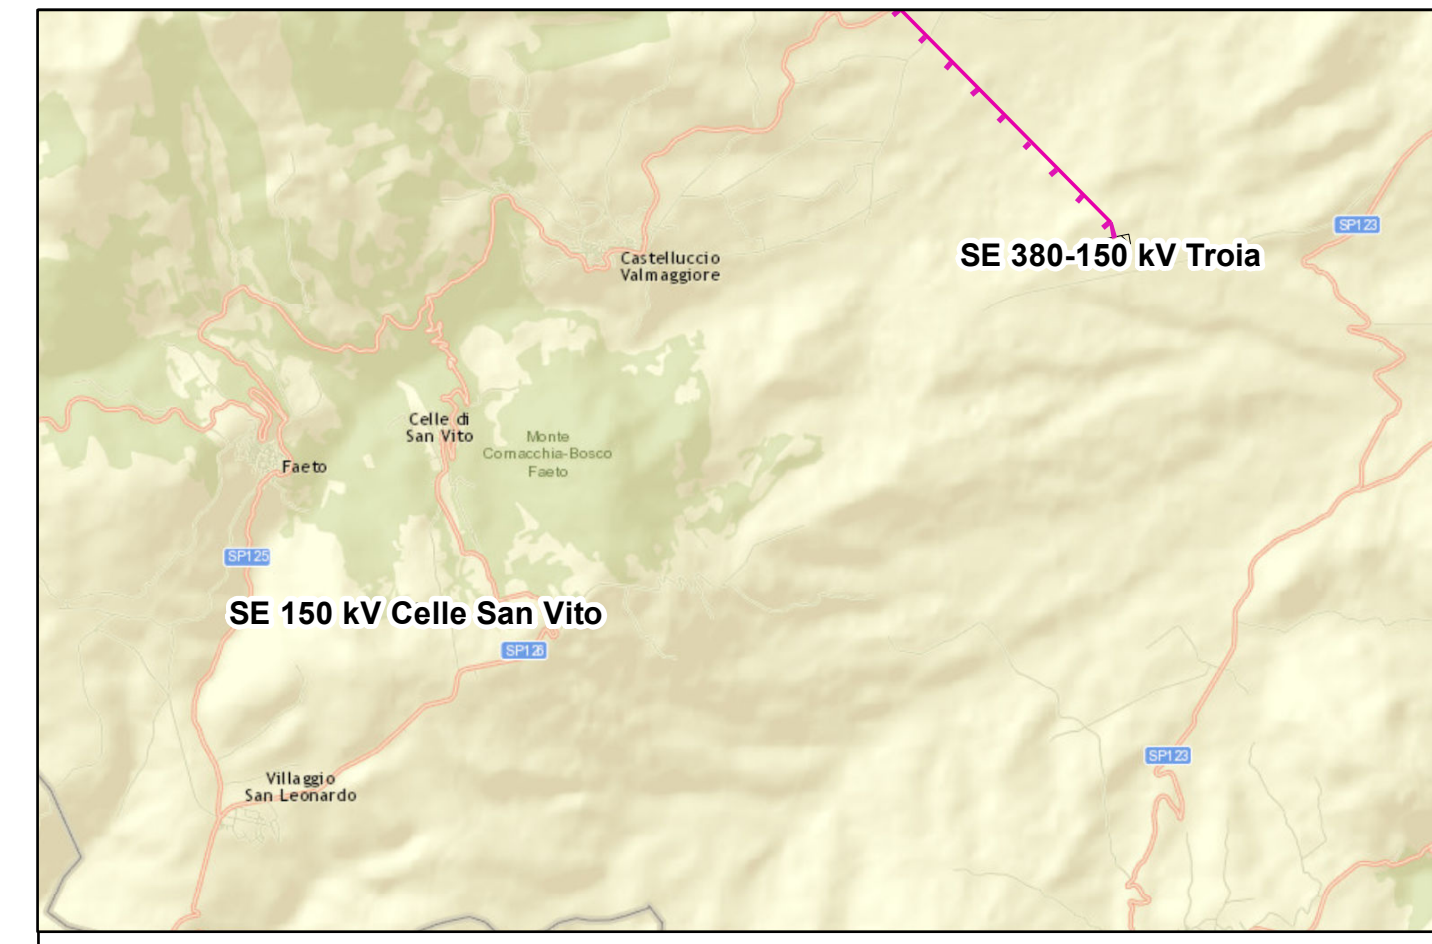 SP123
Castelluccio
Valmaggiore
SE 380-150 kV Troia
Celle di
San Vito
Monte
Cornacchia-Bosco
Faeto
Faeto
SP125
SE 150 kV Celle San Vito
SP126
SP123
Villaggio
San Leonardo